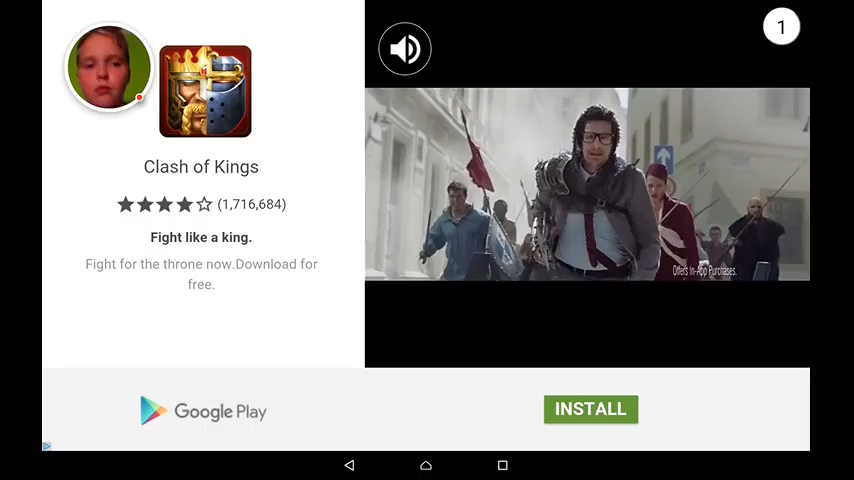 1
Clash of Kings
(1,716,684)
Fight like a king.
Fight for the throne now.Download for
free.
Offers In-App Purchases.
Google Play
INSTALL